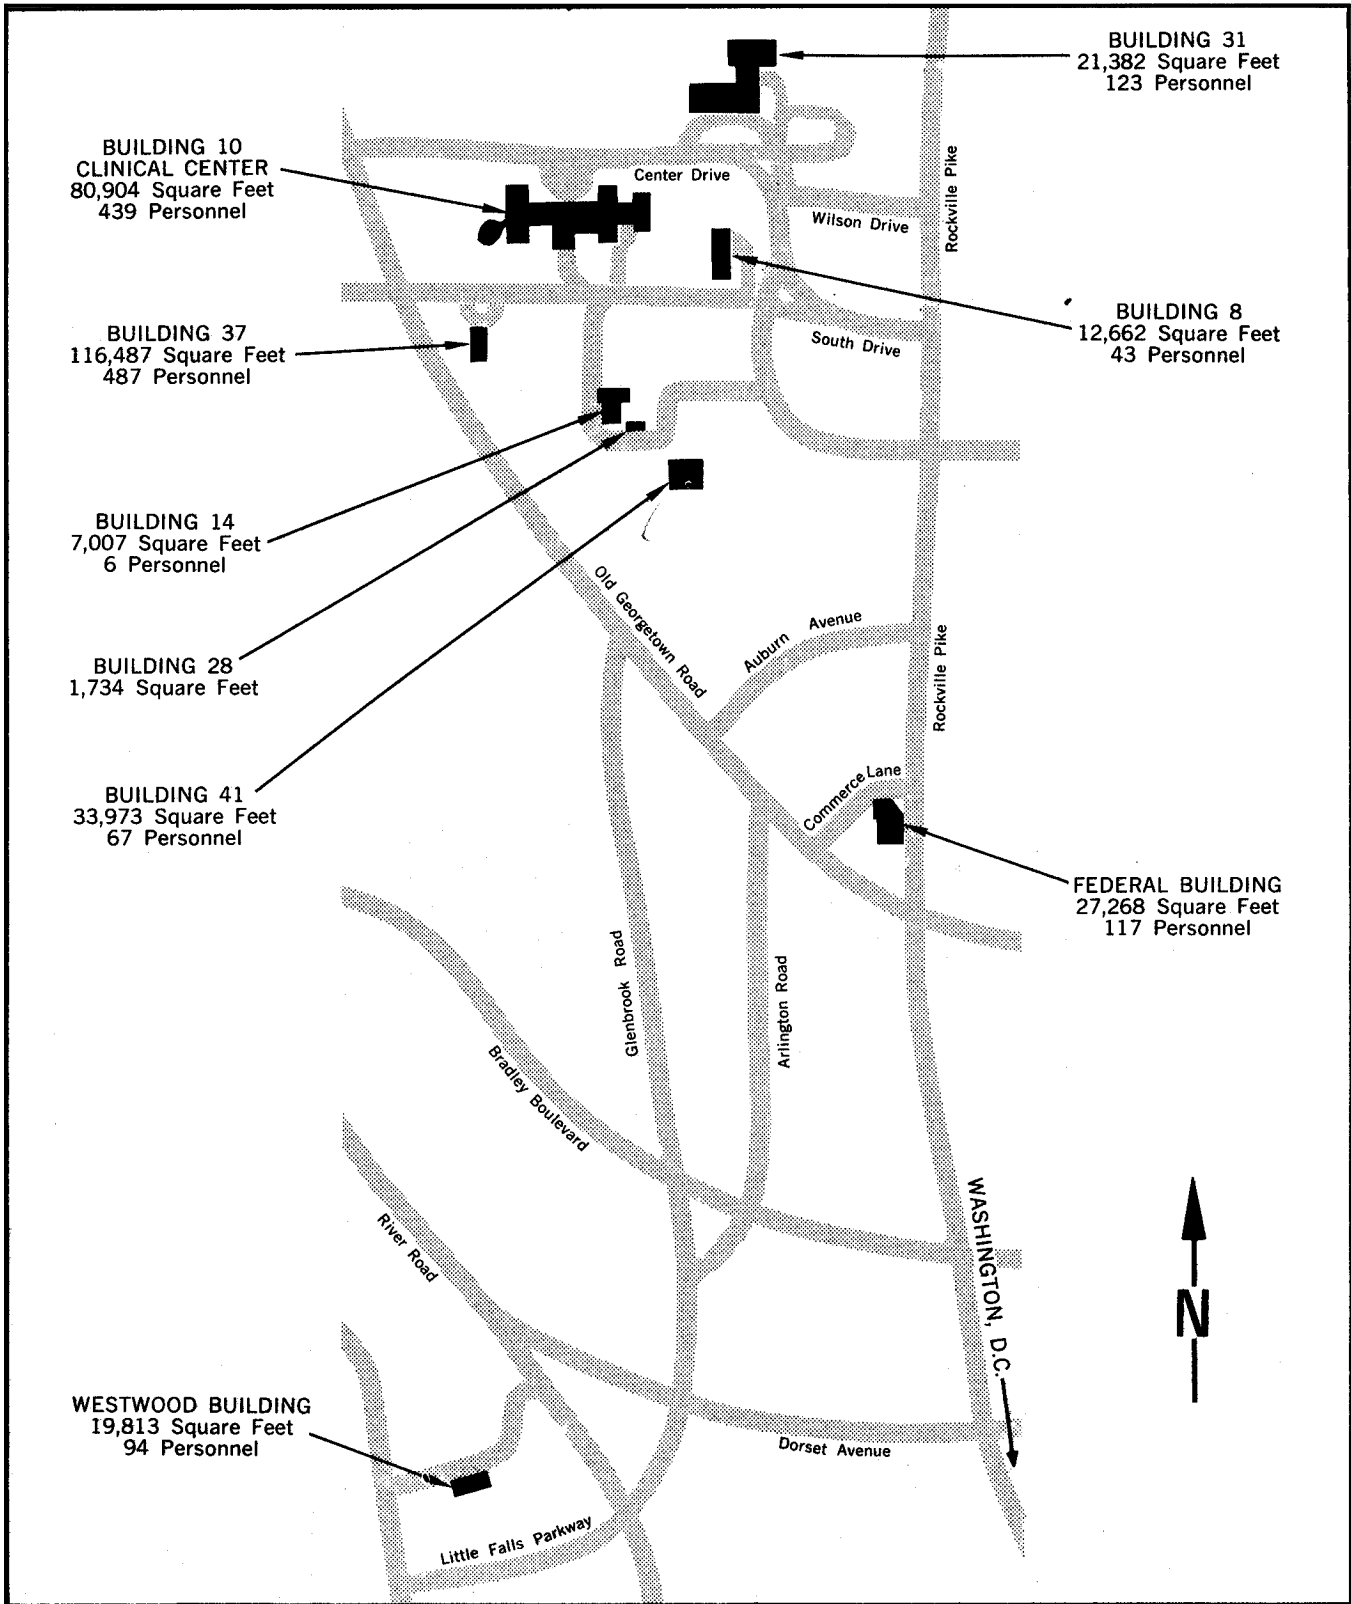 BUILDING 31
21,382 Square Feet
123 Personnel
BUILDING 10
CLINICAL CENTER
80,904 Square Feet
439 Personnel
Center Drive
Wilson Drive
Rockville Pike
BUILDING 8
12,662 Square Feet
43 Personnel
BUILDING 37
116,487 Square Feet
487 Personnel
South Drive
BUILDING 14
7,007 Square Feet
6 Personnel
Old Georgetown Road
Auburn Avenue
Rockville Pike
BUILDING 28
1,734 Square Feet
BUILDING 41
33,973 Square Feet
67 Personnel
Commerce Lane
FEDERAL BUILDING
27,268 Square Feet
117 Personnel
Glenbrook Road
Arlington Road
Bradley Boulevard
River Road
WASHINGTON, D.C.
N
WESTWOOD BUILDING
19,813 Square Feet
94 Personnel
Dorset Avenue
Little Falls Parkway